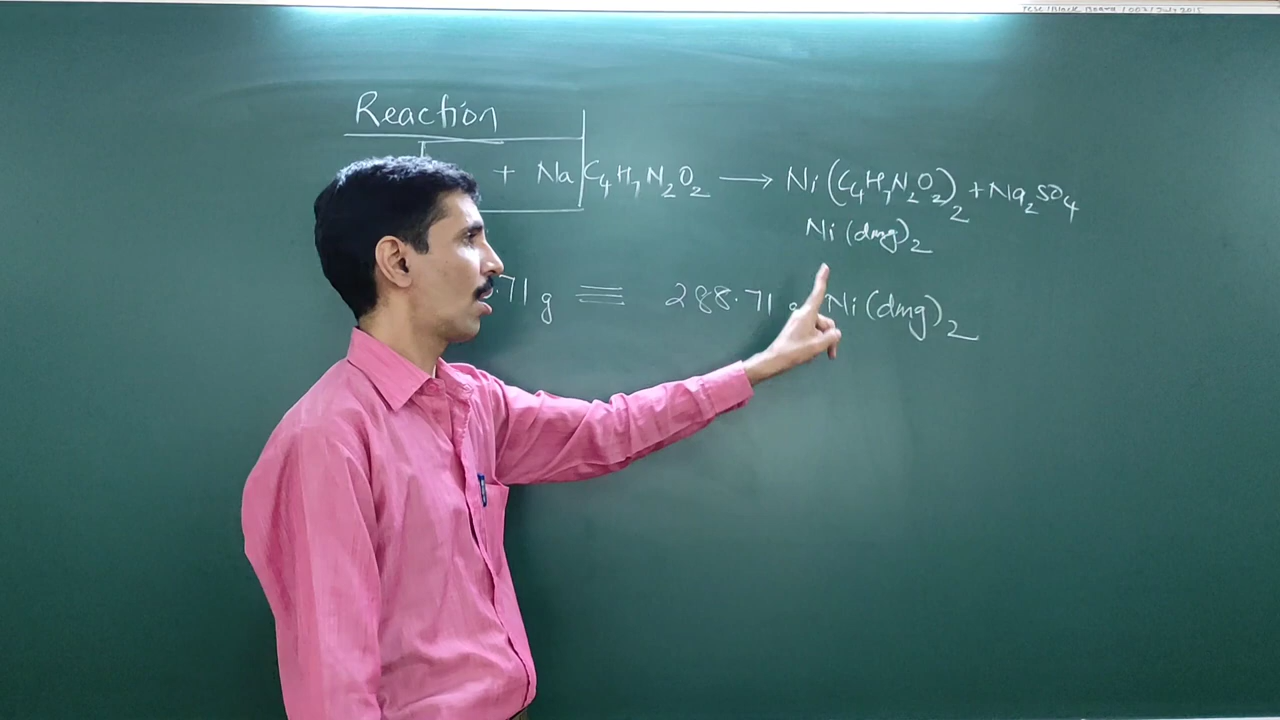 Reaction
+ Na C₄H₇N₂O₂ ⟶ Ni(C₄H₇N₂O₂)₂ + Na₂SO₄
Ni(dmg)₂
.71 g ≡ 288.71 g Ni(dmg)₂